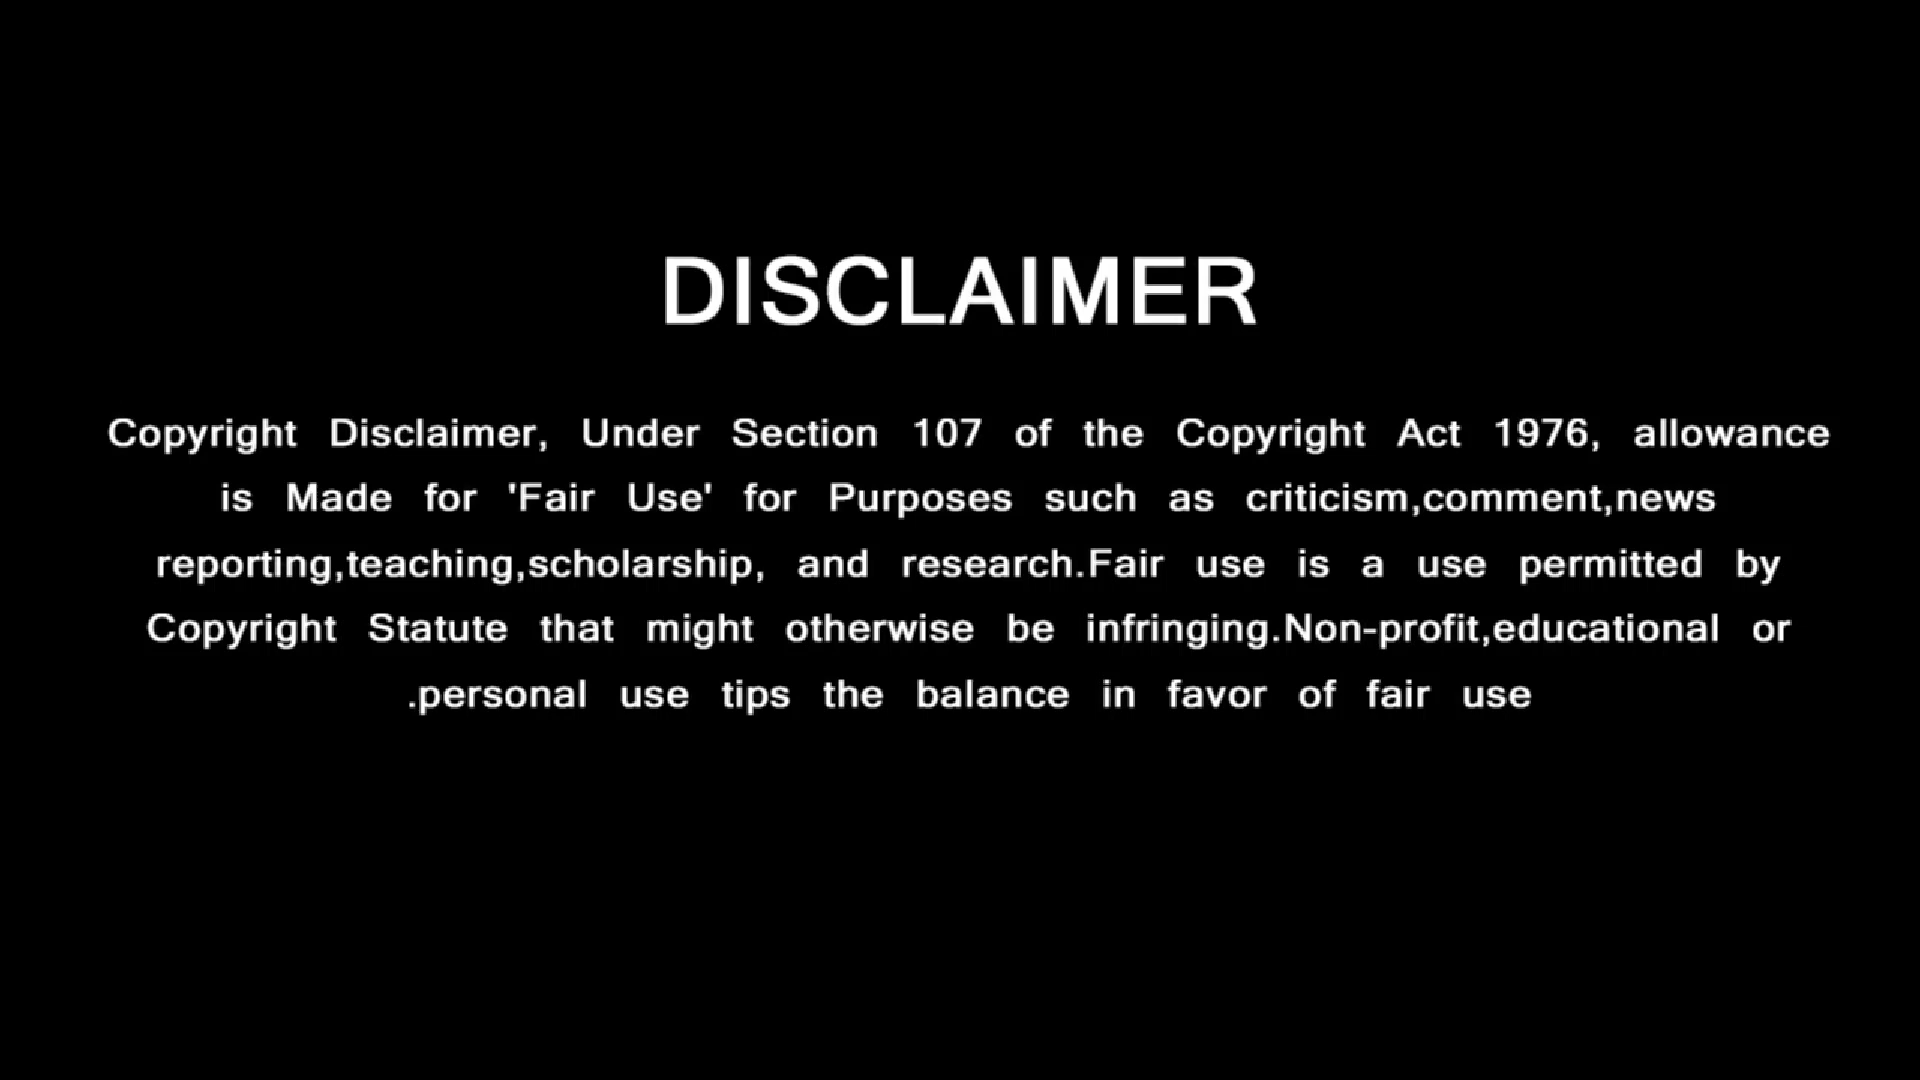 DISCLAIMER
Copyright Disclaimer, Under Section 107 of the Copyright Act 1976, allowance
is Made for 'Fair Use' for Purposes such as criticism,comment,news
reporting,teaching,scholarship, and research.Fair use is a use permitted by
Copyright Statute that might otherwise be infringing.Non-profit,educational or
.personal use tips the balance in favor of fair use